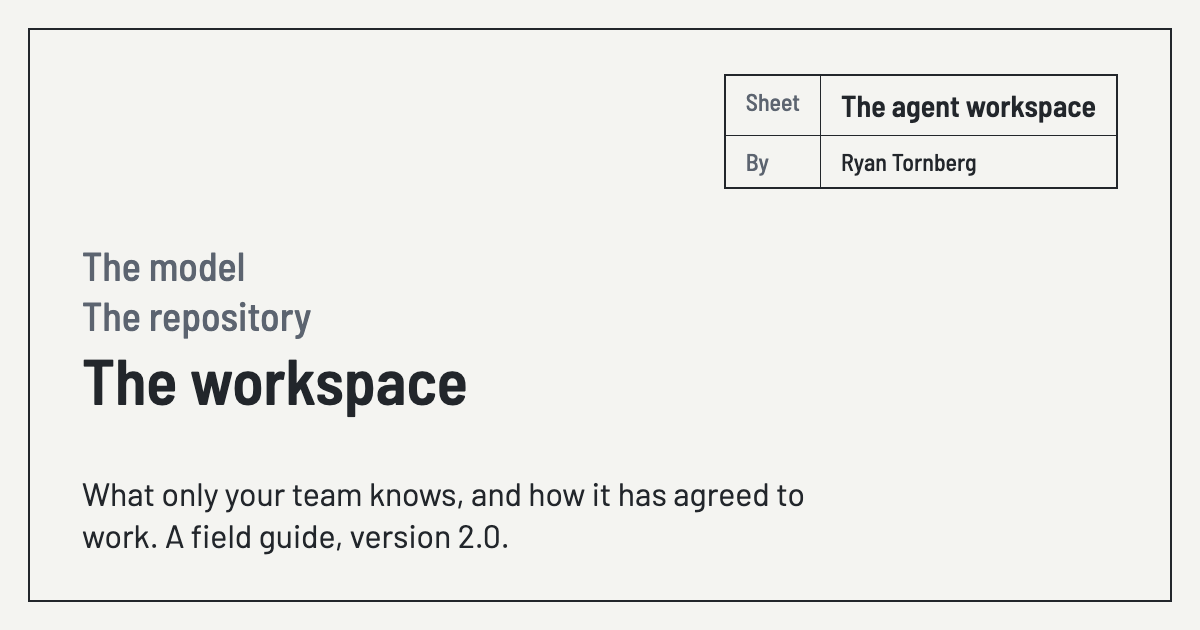 Sheet The agent workspace
By Ryan Tornberg
The model
The repository
The workspace
What only your team knows, and how it has agreed to
work. A field guide, version 2.0.